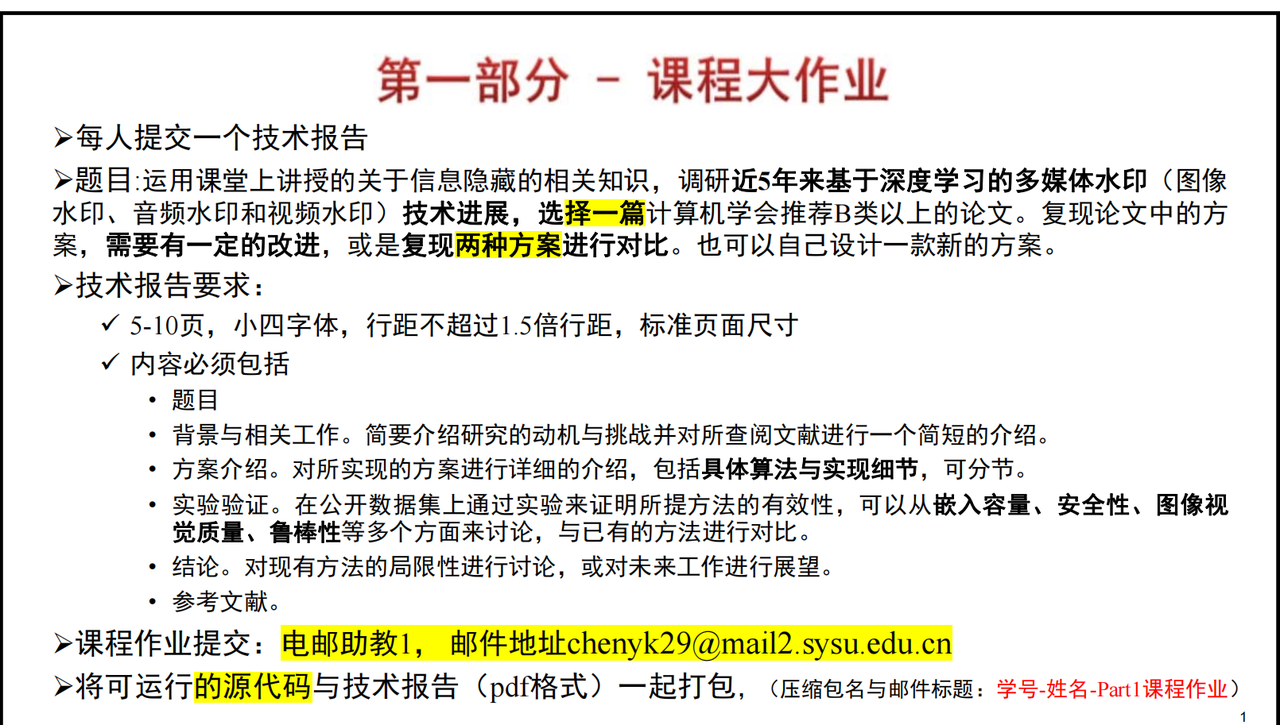 第一部分 - 课程大作业
➢每人提交一个技术报告
➢题目:运用课堂上讲授的关于信息隐藏的相关知识，调研近5年来基于深度学习的多媒体水印（图像
水印、音频水印和视频水印）技术进展，选择一篇计算机学会推荐B类以上的论文。复现论文中的方
案，需要有一定的改进，或是复现两种方案进行对比。也可以自己设计一款新的方案。
➢技术报告要求：
✓ 5-10页，小四字体，行距不超过1.5倍行距，标准页面尺寸
✓ 内容必须包括
• 题目
• 背景与相关工作。简要介绍研究的动机与挑战并对所查阅文献进行一个简短的介绍。
• 方案介绍。对所实现的方案进行详细的介绍，包括具体算法与实现细节，可分节。
• 实验验证。在公开数据集上通过实验来证明所提方法的有效性，可以从嵌入容量、安全性、图像视
觉质量、鲁棒性等多个方面来讨论，与已有的方法进行对比。
• 结论。对现有方法的局限性进行讨论，或对未来工作进行展望。
• 参考文献。
➢课程作业提交：电邮助教1， 邮件地址chenyk29@mail2.sysu.edu.cn
➢将可运行的源代码与技术报告（pdf格式）一起打包，（压缩包名与邮件标题：学号-姓名-Part1课程作业）
1